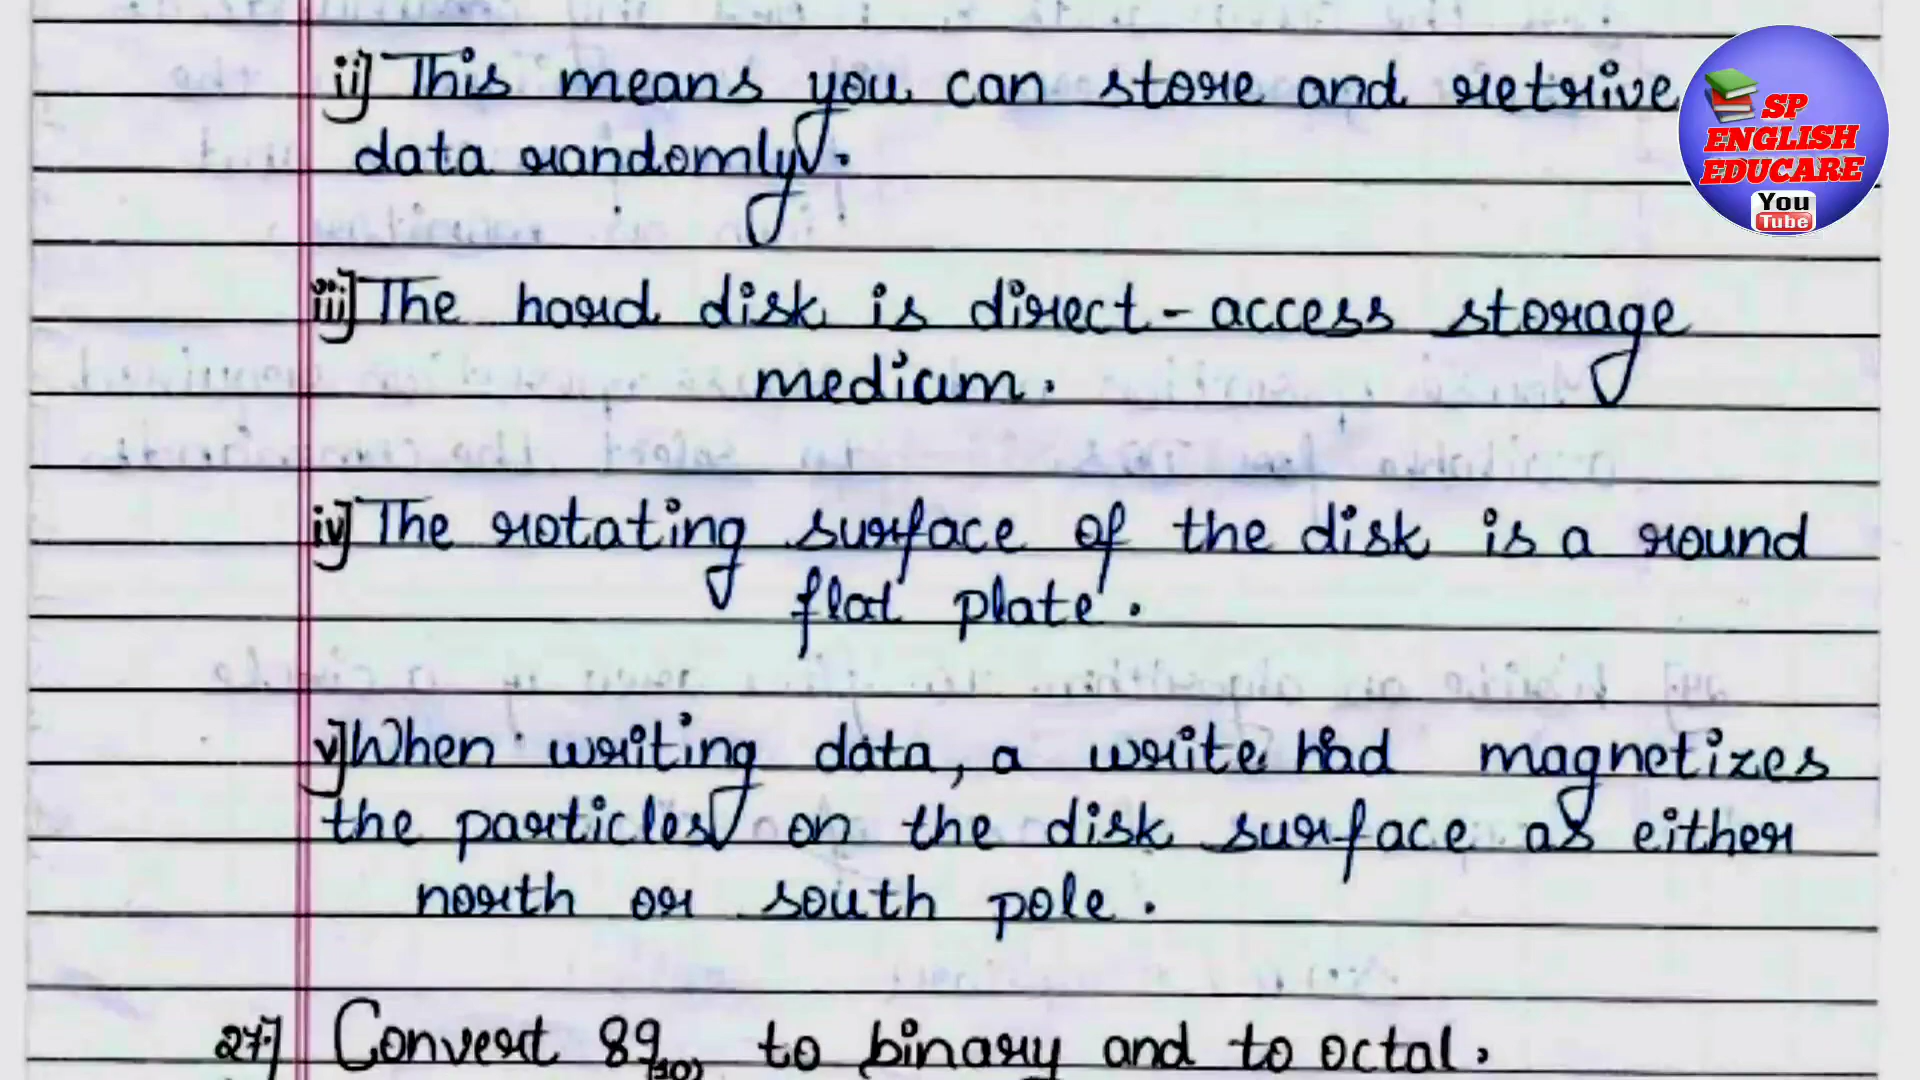 ii] This means you can store and retrive
data randomly.
iii] The hard disk is direct-access storage
medium.
iv] The rotating surface of the disk is a round
flat plate.
v] When writing data, a write had magnetizes
the particles on the disk surface as either
north or south pole.
27] Convert 89(10) to binary and to octal.
SP
ENGLISH
EDUCARE
You
Tube